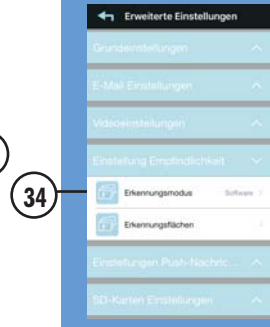 Erweiterte Einstellungen
Grundeinstellungen
E-Mail Einstellungen
Videoeinstellungen
Einstellung Empfindlichkeit
34
Erkennungsmodus Software
Erkennungsflächen
Einstellungen Push-Nachric...
SD-Karten Einstellungen